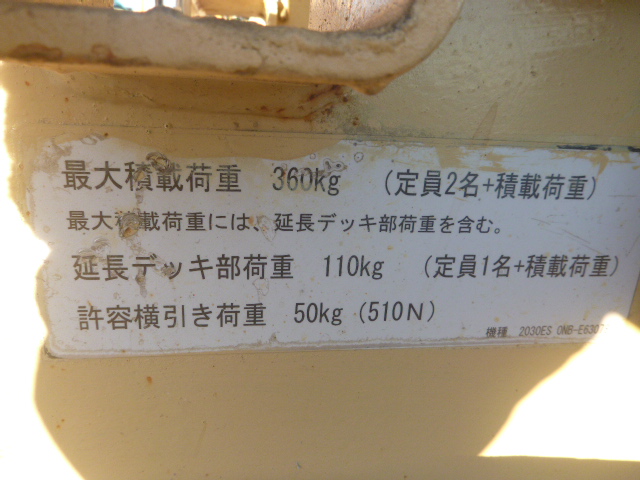 最大積載荷重　360kg　（定員2名+積載荷重）
最大積載荷重には、延長デッキ部荷重を含む。
延長デッキ部荷重　110kg　（定員1名+積載荷重）
許容横引き荷重　50kg（510N）
機種　2030ES 0NB-E630